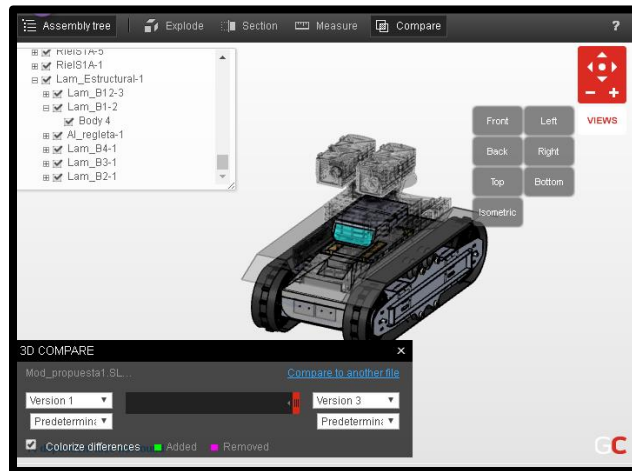 Assembly tree Explode Section Measure Compare ?
RielS1A-5
RielS1A-1
Lam_Estructural-1
Lam_B12-3
Lam_B1-2
Body 4
Al_regleta-1
Lam_B4-1
Lam_B3-1
Lam_B2-1
VIEWS
Front Left
Back Right
Top Bottom
Isometric
3D COMPARE
Mod_propuesta1.SL...
Compare to another file
Version 1 Version 3
Predetermina Predetermina
Colorize differences Added Removed
GC